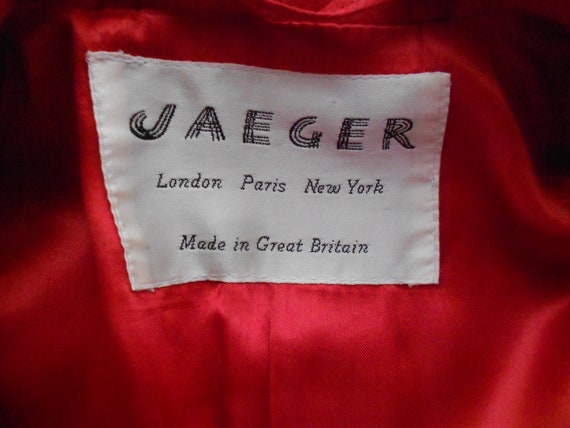 JAEGER
London Paris New York
Made in Great Britain